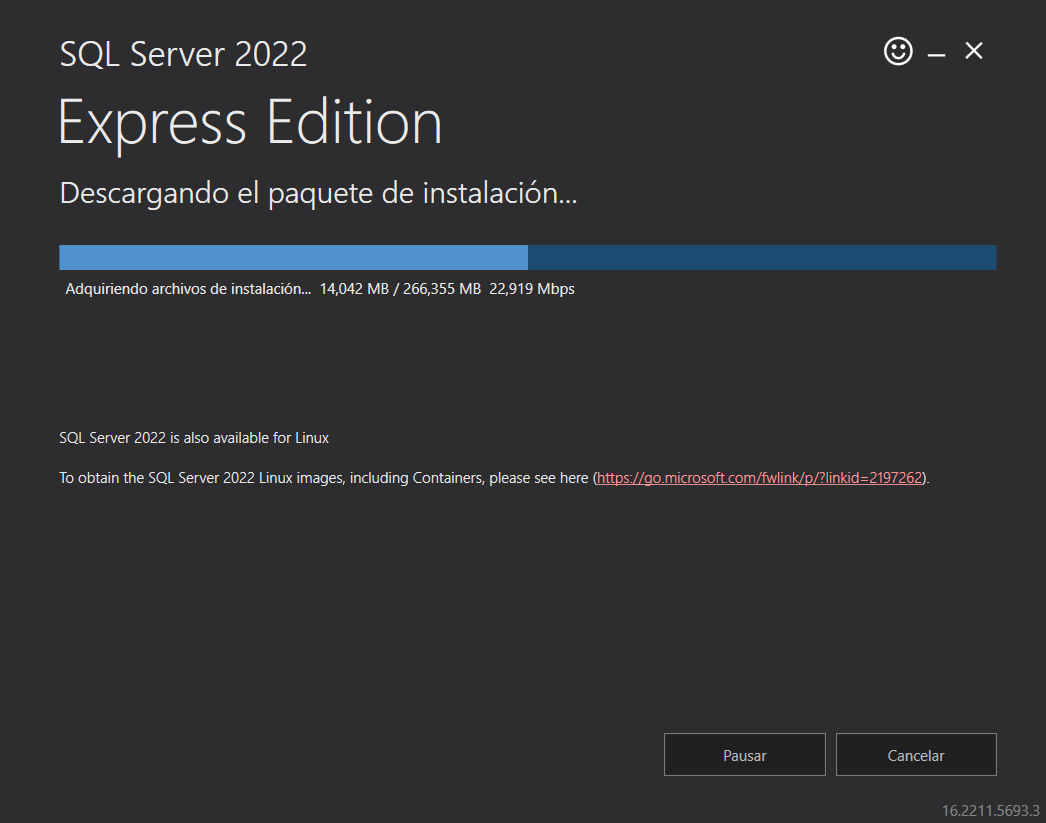 SQL Server 2022
Express Edition
Descargando el paquete de instalación...
Adquiriendo archivos de instalación... 14,042 MB / 266,355 MB 22,919 Mbps
SQL Server 2022 is also available for Linux
To obtain the SQL Server 2022 Linux images, including Containers, please see here (https://go.microsoft.com/fwlink/p/?linkid=2197262).
Pausar
Cancelar
16.2211.5693.3